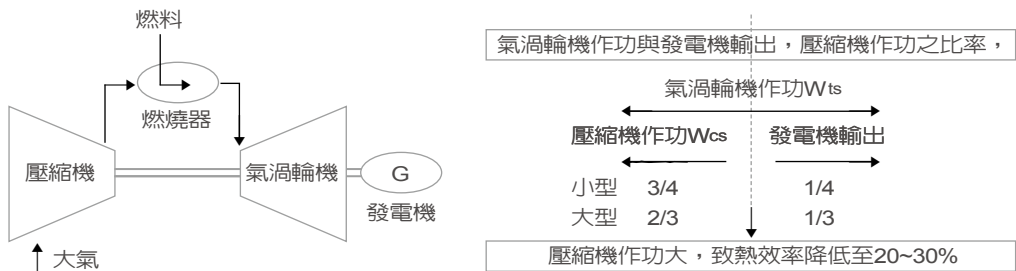 燃料
燃燒器
壓縮機
氣渦輪機
G
發電機
大氣
氣渦輪機作功與發電機輸出，壓縮機作功之比率，
氣渦輪機作功Wts
壓縮機作功Wcs 發電機輸出
小型 3/4 1/4
大型 2/3 1/3
壓縮機作功大，致熱效率降低至20~30%